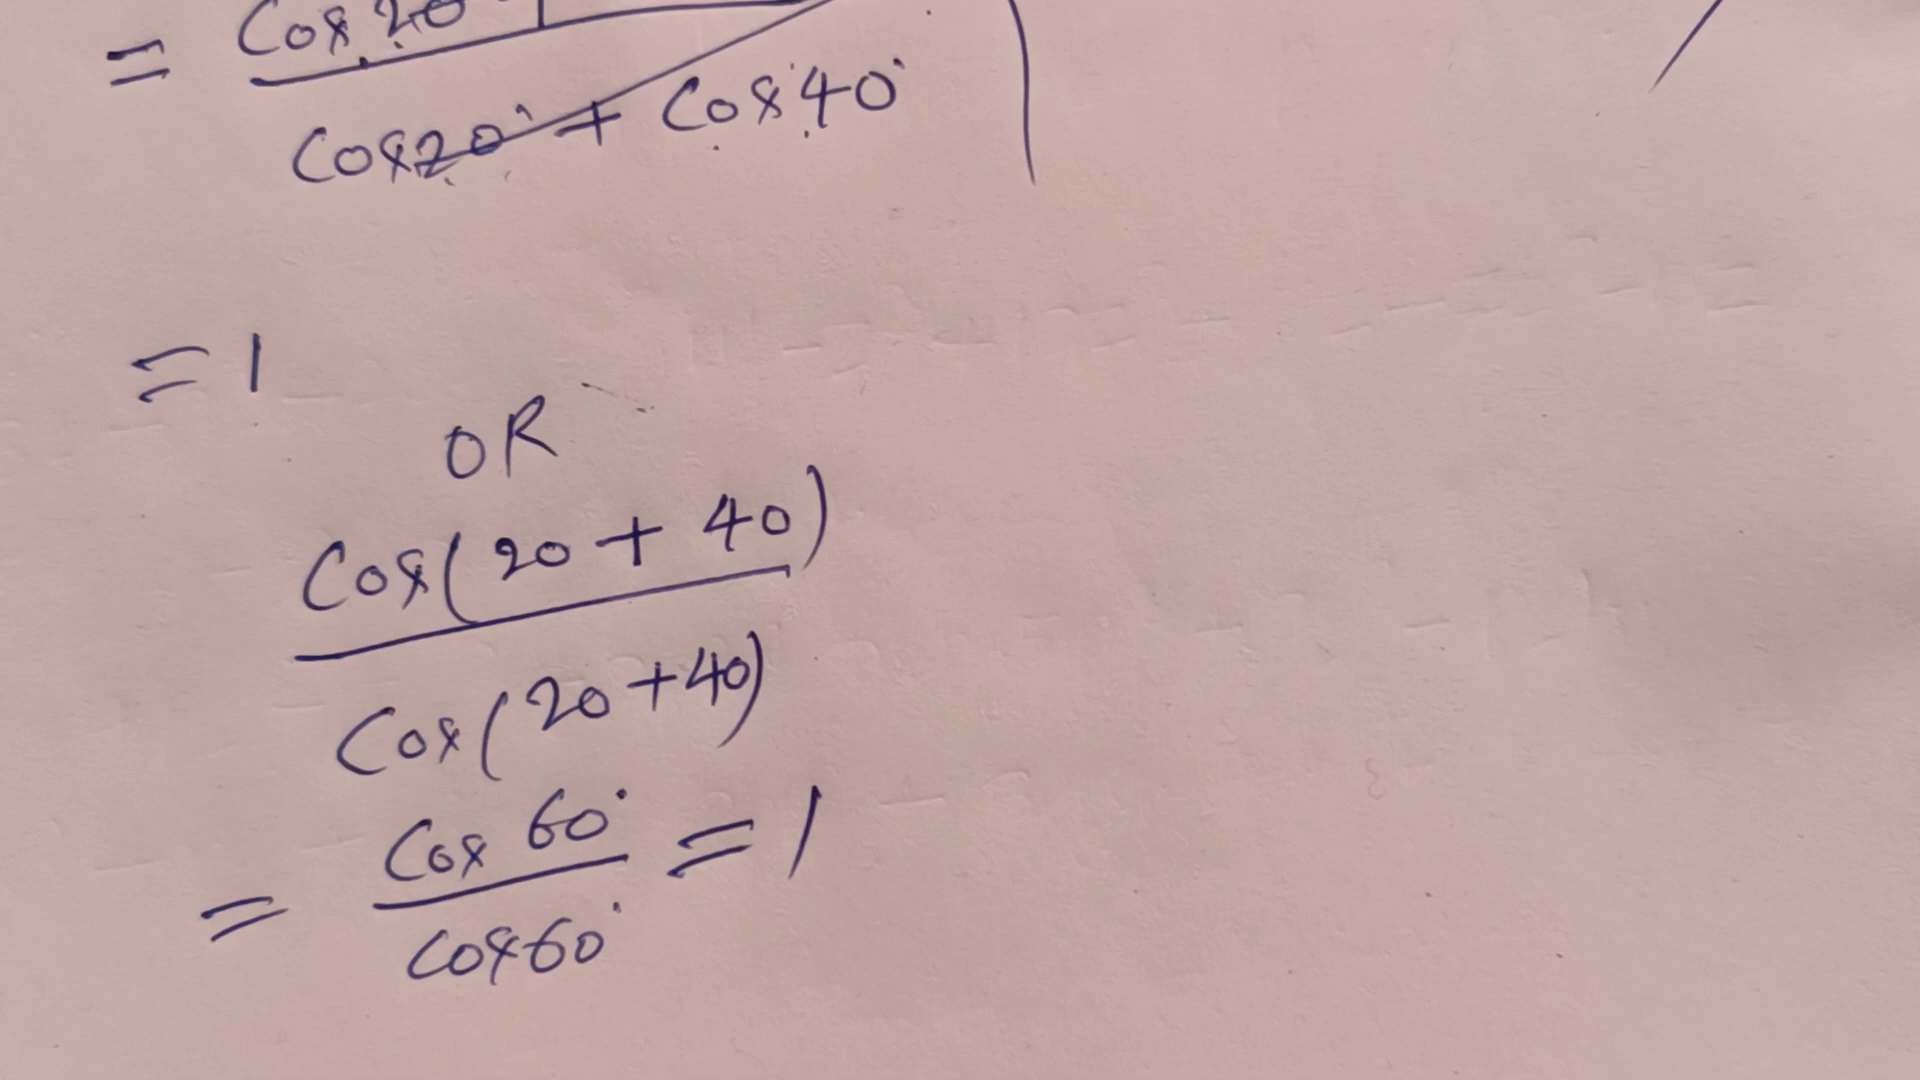 = Cos 20°
Cos 20° + Cos 40°
= 1
OR
Cos(20 + 40)
Cos(20 + 40)
= Cos 60° = 1
Cos 60°